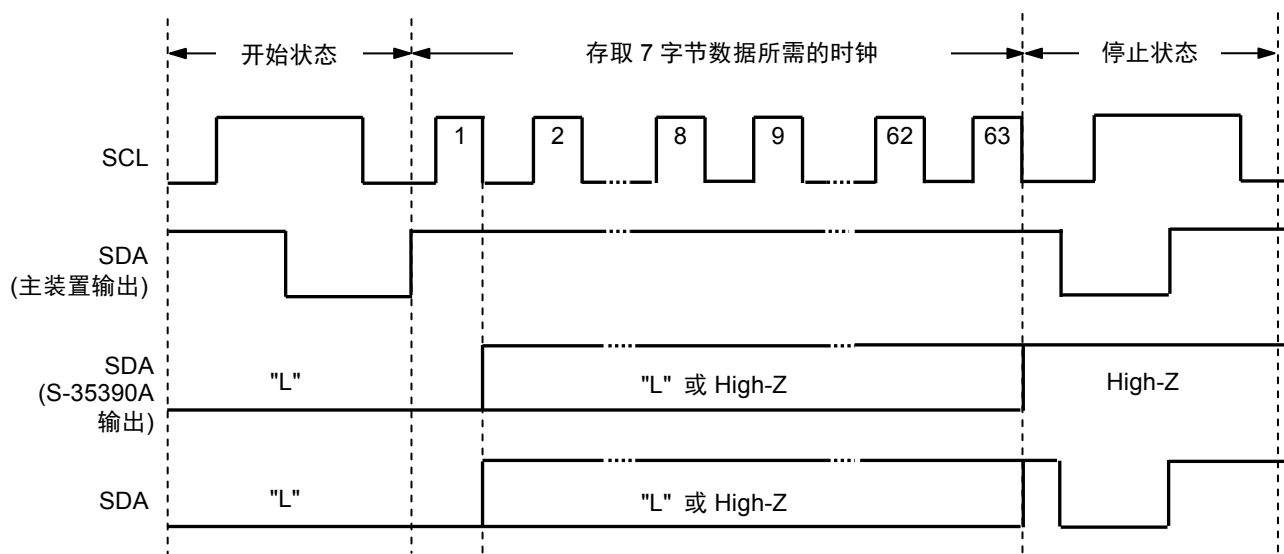 开始状态
存取 7 字节数据所需的时钟
停止状态
SCL
1
2
8
9
62
63
SDA
(主装置输出)
SDA
(S-35390A
输出)
"L"
"L" 或 High-Z
High-Z
SDA
"L"
"L" 或 High-Z